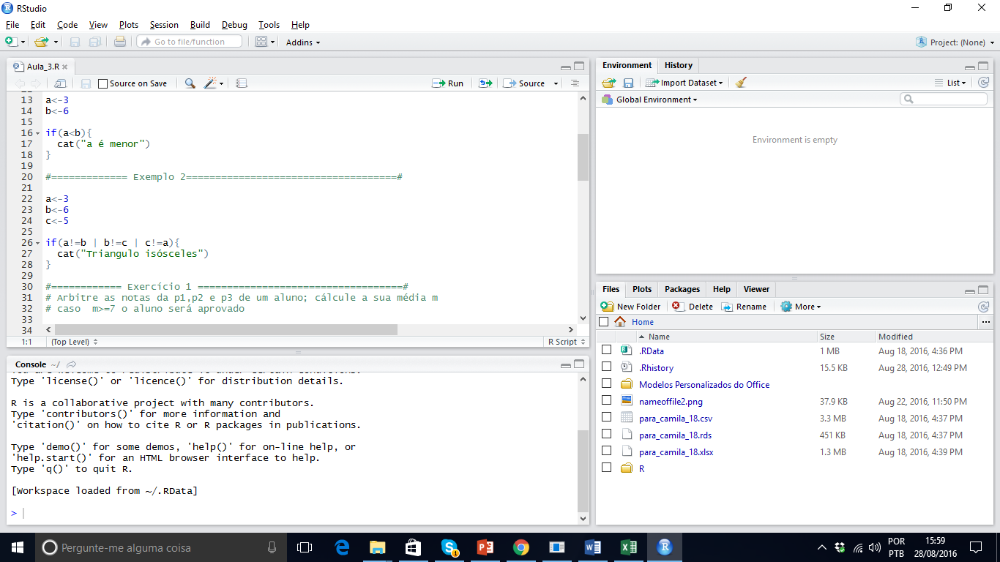 RStudio
File Edit Code View Plots Session Build Debug Tools Help
Go to file/function Addins Project: (None)
Aula_3.R
Source on Save Run Source
13 a<-3
14 b<-6
15
16 if(a<b){
17 cat("a é menor")
18 }
19
20 #============= Exemplo 2====================================#
21
22 a<-3
23 b<-6
24 c<-5
25
26 if(a!=b | b!=c | c!=a){
27 cat("Triangulo isósceles")
28 }
29
30 #============ Exercício 1 ===================================#
31 # Arbitre as notas da p1,p2 e p3 de um aluno; cálcule a sua média m
32 # caso  m>=7 o aluno será aprovado
33
34
1:1 (Top Level) R Script
Console ~/
Type 'license()' or 'licence()' for distribution details.
R is a collaborative project with many contributors.
Type 'contributors()' for more information and
'citation()' on how to cite R or R packages in publications.
Type 'demo()' for some demos, 'help()' for on-line help, or
'help.start()' for an HTML browser interface to help.
Type 'q()' to quit R.
[Workspace loaded from ~/.RData]
>
Environment History
Import Dataset List
Global Environment
Environment is empty
Files Plots Packages Help Viewer
New Folder Delete Rename More
Home ...
Name Size Modified
.RData 1 MB Aug 18, 2016, 4:36 PM
.Rhistory 15.5 KB Aug 28, 2016, 12:49 PM
Modelos Personalizados do Office
nameoffile2.png 37.9 KB Aug 22, 2016, 11:50 PM
para_camila_18.csv 3.3 MB Aug 18, 2016, 4:37 PM
para_camila_18.rds 451 KB Aug 18, 2016, 4:37 PM
para_camila_18.xlsx 1.3 MB Aug 18, 2016, 4:39 PM
R
Pergunte-me alguma coisa
POR 15:59
PTB 28/08/2016